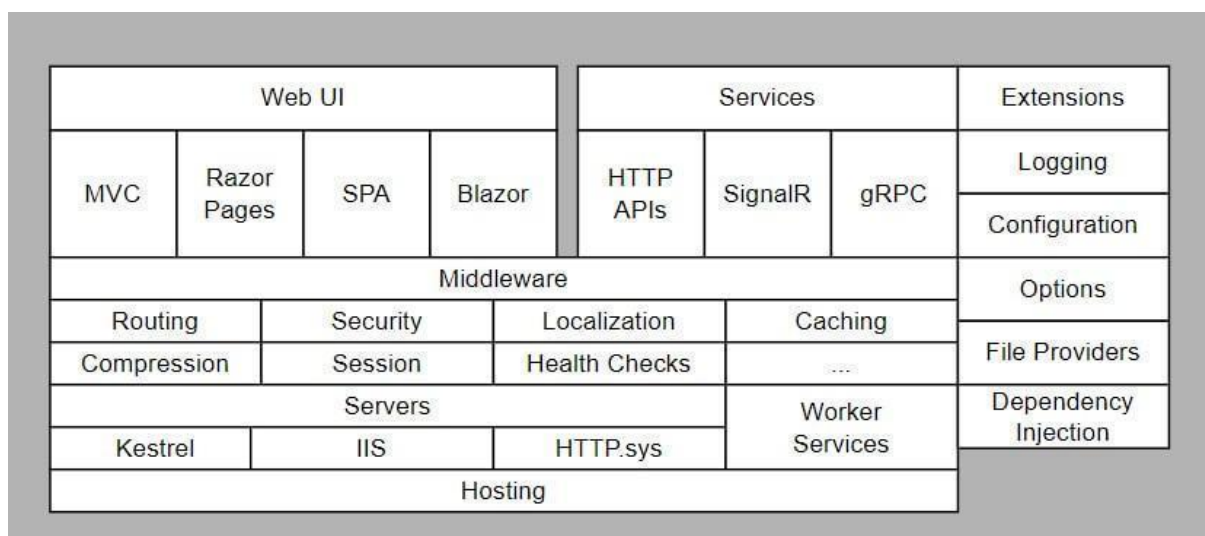 Web UI
Services
Extensions
MVC
Razor
Pages
SPA
Blazor
HTTP
APIs
SignalR
gRPC
Logging
Configuration
Middleware
Options
Routing
Security
Localization
Caching
File Providers
Compression
Session
Health Checks
...
Servers
Worker
Services
Dependency
Injection
Kestrel
IIS
HTTP.sys
Hosting